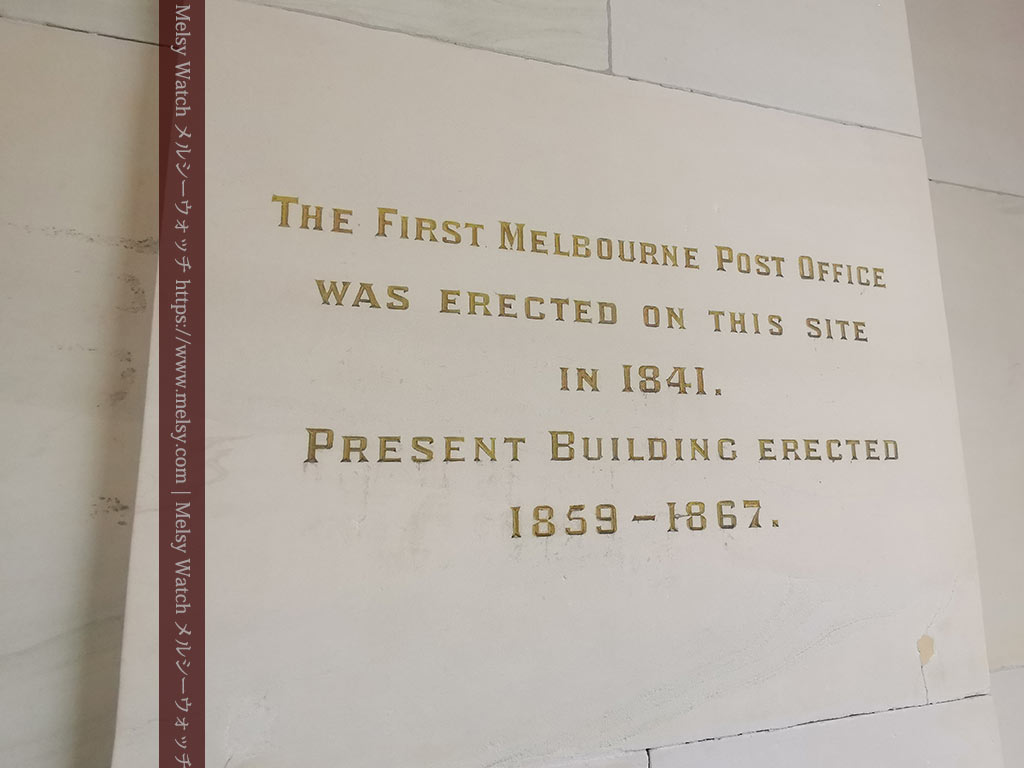 THE FIRST MELBOURNE POST OFFICE
WAS ERECTED ON THIS SITE
IN 1841.
PRESENT BUILDING ERECTED
1859-1867.
Melsy Watch メルシーウォッチ https://www.melsy.com | Melsy Watch メルシーウォッチ